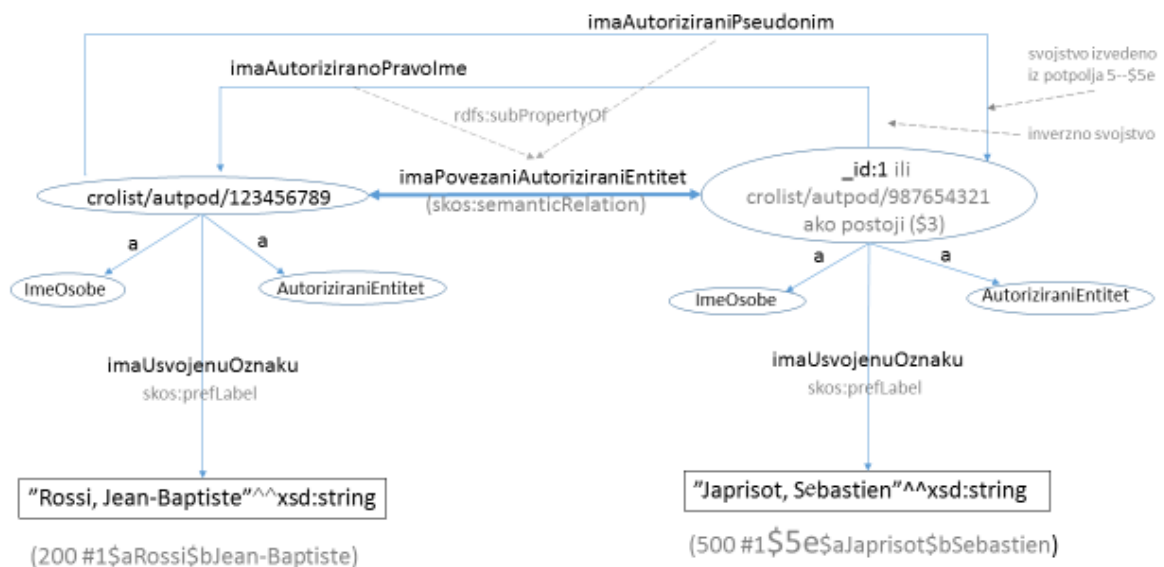 imaAutoriziraniPseudonim
svojstvo izvedeno
iz potpolja 5--$5e
imaAutoriziranoPravoIme
rdfs:subPropertyOf
inverzno svojstvo
_id:1 ili
crolist/autpod/987654321
ako postoji ($3)
imaPovezaniAutoriziraniEntitet
(skos:semanticRelation)
crolist/autpod/123456789
a
a
a
a
ImeOsobe
AutoriziraniEntitet
ImeOsobe
AutoriziraniEntitet
imaUsvojenuOznaku
skos:prefLabel
imaUsvojenuOznaku
skos:prefLabel
"Rossi, Jean-Baptiste"^^xsd:string
"Japrisot, Sebastien"^^xsd:string
(200 #1$aRossi$bJean-Baptiste)
(500 #1$5e$aJaprisot$bSebastien)